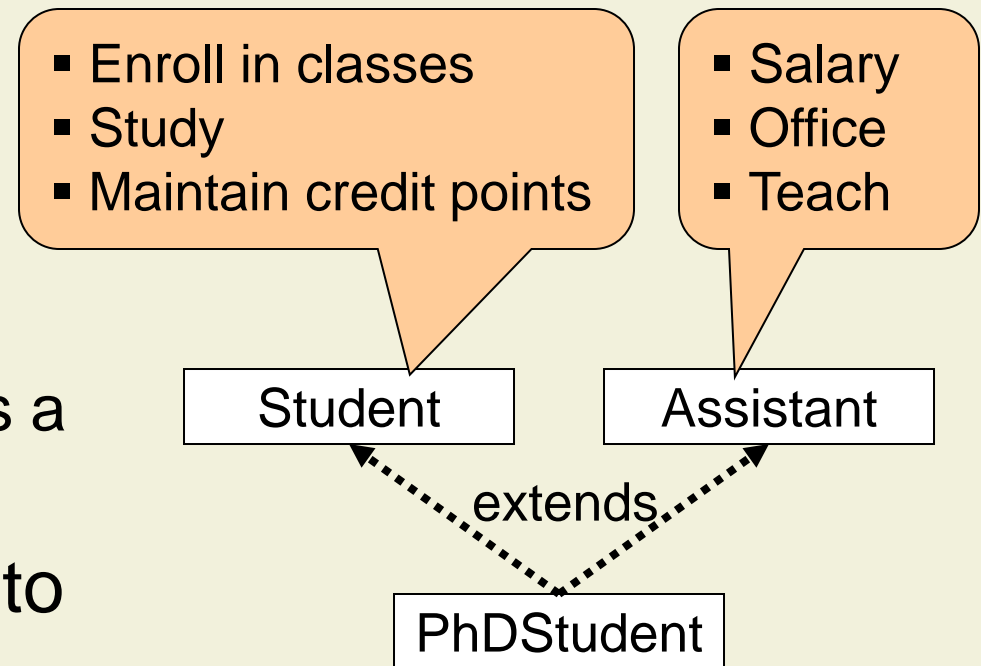 ▪ Enroll in classes
▪ Study
▪ Maintain credit points
▪ Salary
▪ Office
▪ Teach
s a
Student
Assistant
extends
to
PhDStudent